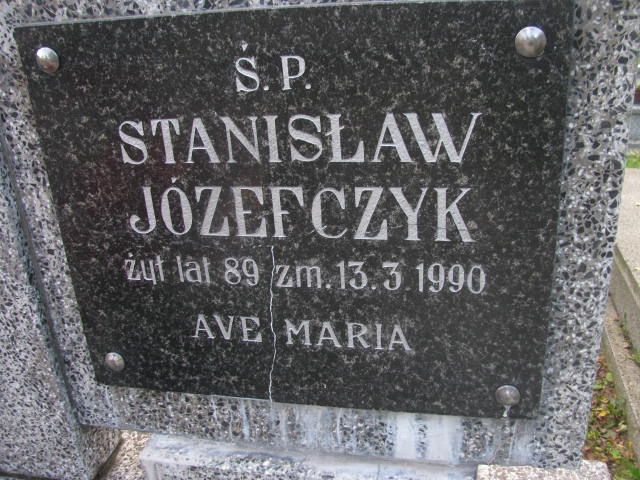 Ś.P.
STANISŁAW
JÓZEFCZYK
żył lat 89 zm. 13.3.1990
AVE MARIA